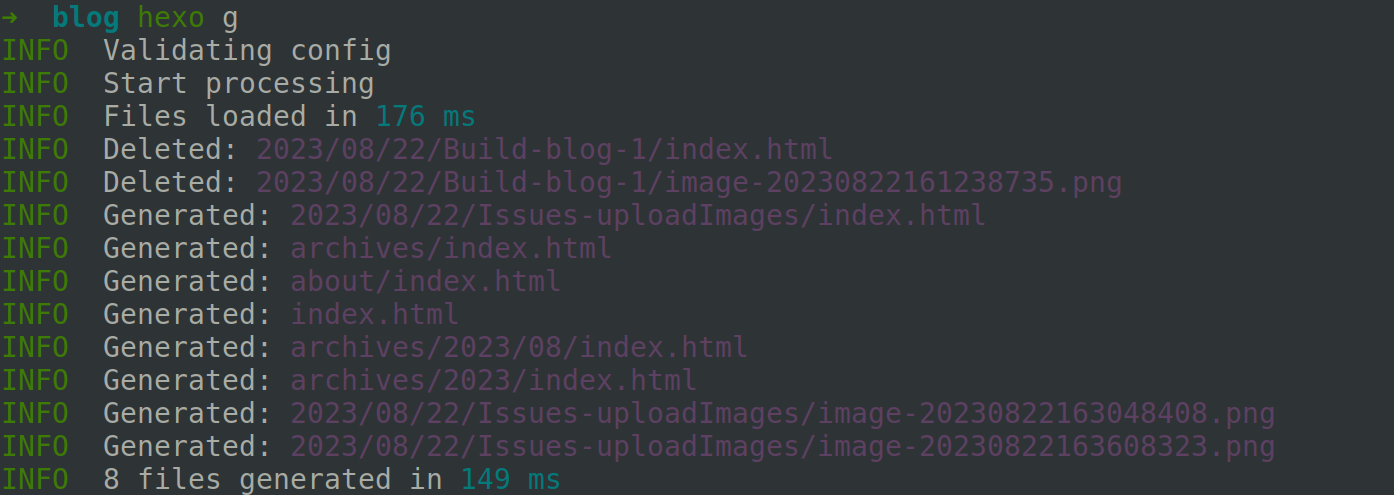 ➜  blog hexo g
INFO  Validating config
INFO  Start processing
INFO  Files loaded in 176 ms
INFO  Deleted: 2023/08/22/Build-blog-1/index.html
INFO  Deleted: 2023/08/22/Build-blog-1/image-20230822161238735.png
INFO  Generated: 2023/08/22/Issues-uploadImages/index.html
INFO  Generated: archives/index.html
INFO  Generated: about/index.html
INFO  Generated: index.html
INFO  Generated: archives/2023/08/index.html
INFO  Generated: archives/2023/index.html
INFO  Generated: 2023/08/22/Issues-uploadImages/image-20230822163048408.png
INFO  Generated: 2023/08/22/Issues-uploadImages/image-20230822163608323.png
INFO  8 files generated in 149 ms